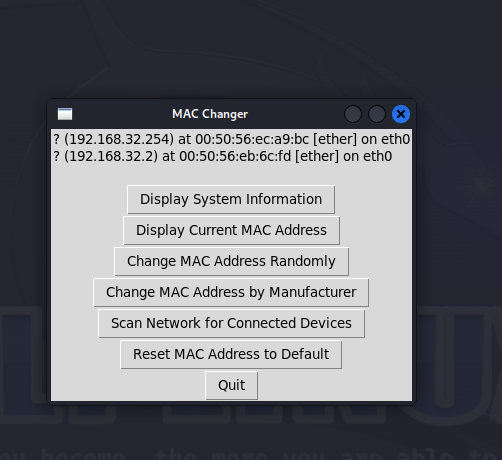 MAC Changer
? (192.168.32.254) at 00:50:56:ec:a9:bc [ether] on eth0
? (192.168.32.2) at 00:50:56:eb:6c:fd [ether] on eth0
Display System Information
Display Current MAC Address
Change MAC Address Randomly
Change MAC Address by Manufacturer
Scan Network for Connected Devices
Reset MAC Address to Default
Quit
you become, the more you are able to